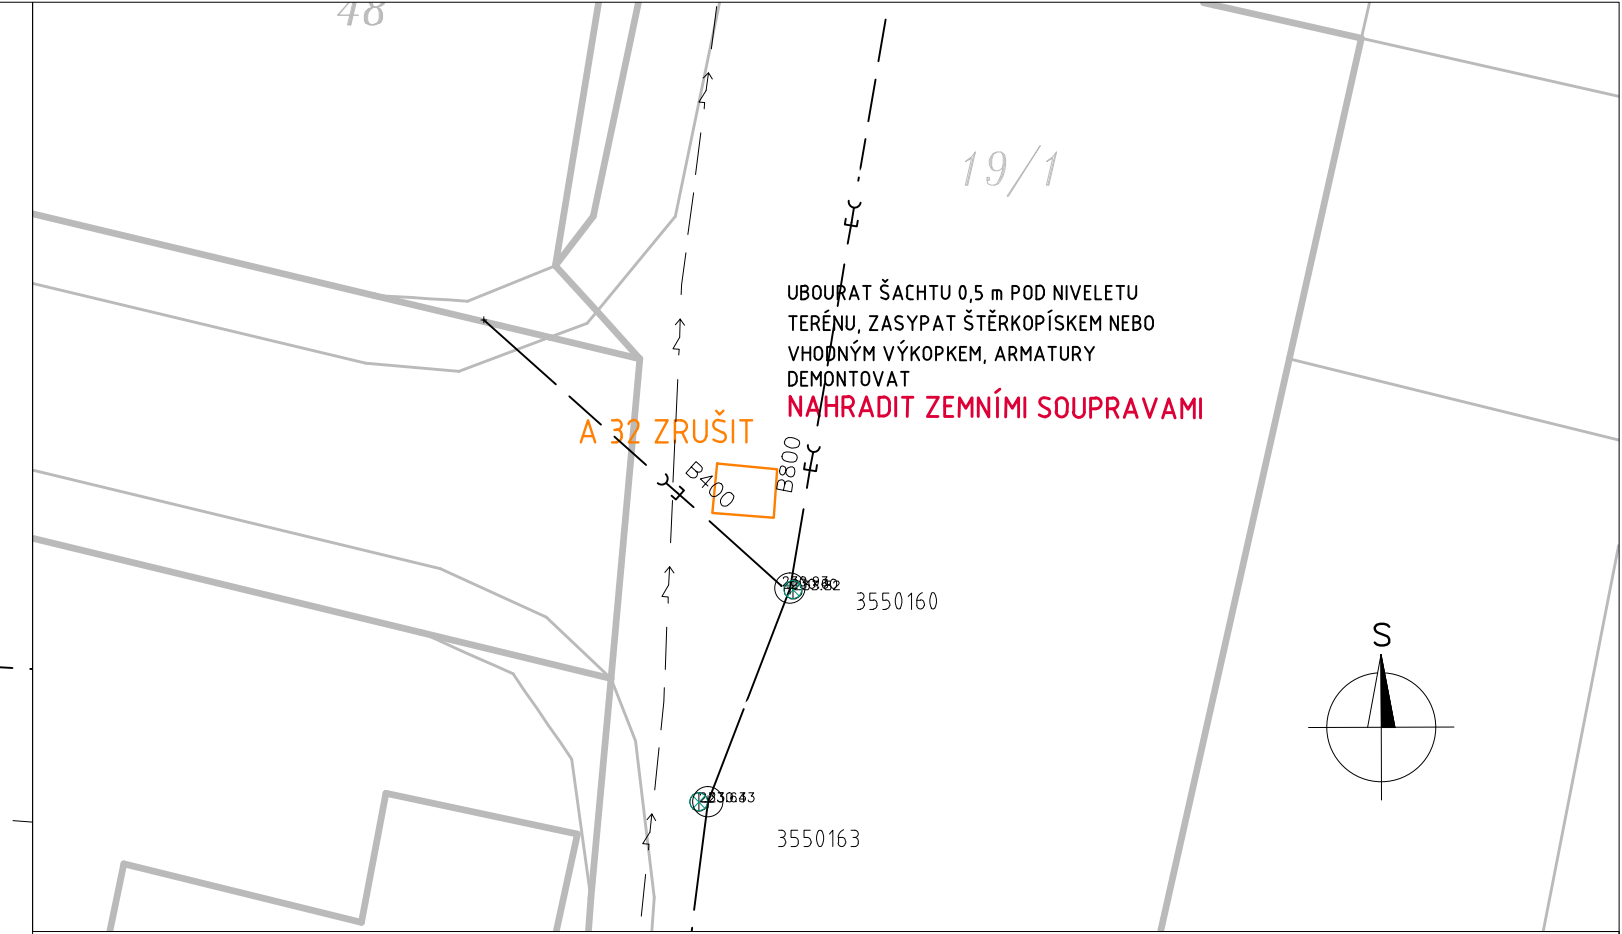 48
19/1
UBOURAT ŠACHTU 0,5 m POD NIVELETU
TERÉNU, ZASYPAT ŠTĚRKOPÍSKEM NEBO
VHODNÝM VÝKOPKEM, ARMATURY
DEMONTOVAT
NAHRADIT ZEMNÍMI SOUPRAVAMI
A 32 ZRUŠIT
B400
B800
3550160
S
3550163